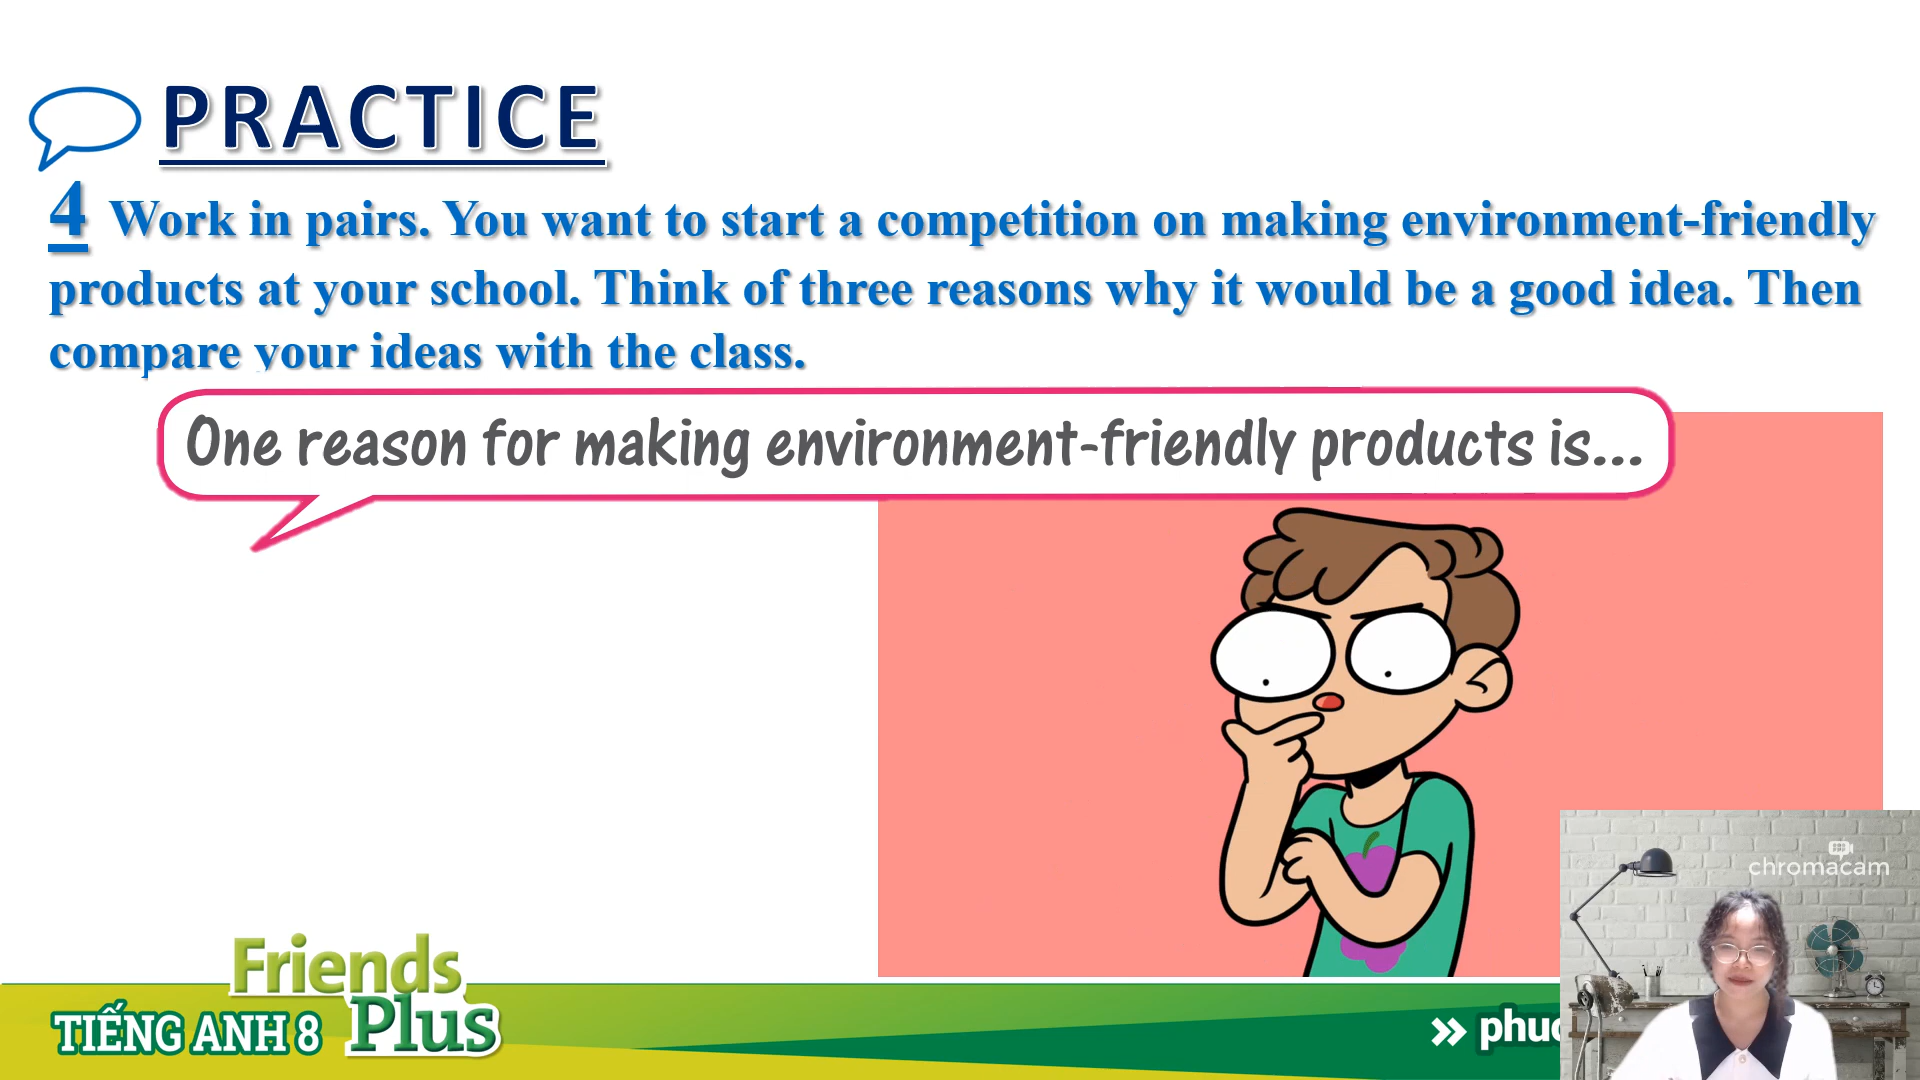 PRACTICE
4 Work in pairs. You want to start a competition on making environment-friendly
products at your school. Think of three reasons why it would be a good idea. Then
compare your ideas with the class.
One reason for making environment-friendly products is...
chromacam
Friends
Plus
TIẾNG ANH 8